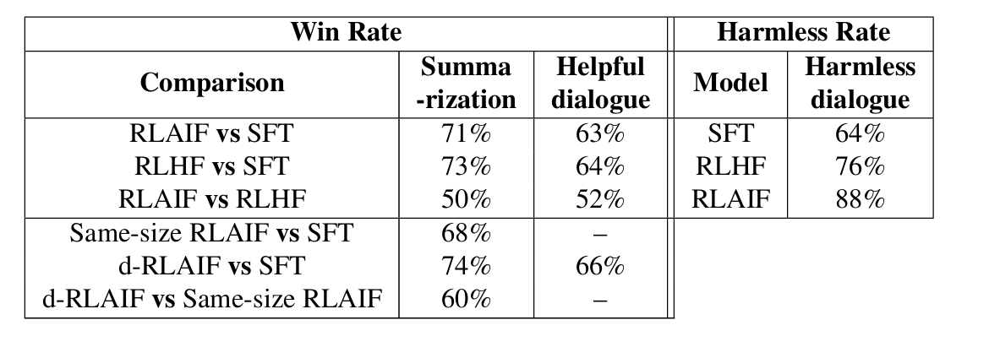 Win Rate Harmless Rate
Comparison Summa-rization Helpful dialogue Model Harmless dialogue
RLAIF vs SFT 71% 63% SFT 64%
RLHF vs SFT 73% 64% RLHF 76%
RLAIF vs RLHF 50% 52% RLAIF 88%
Same-size RLAIF vs SFT 68% –
d-RLAIF vs SFT 74% 66%
d-RLAIF vs Same-size RLAIF 60% –